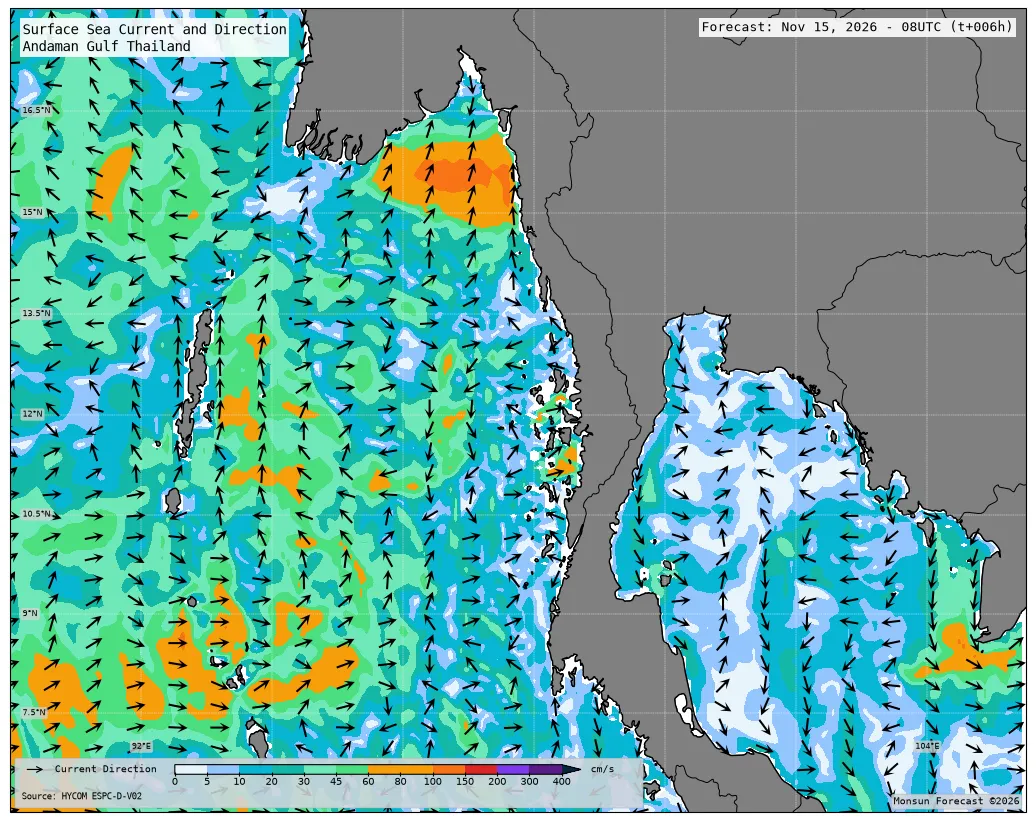 Surface Sea Current and Direction
Andaman Gulf Thailand
Forecast: Nov 15, 2026 - 08UTC (t+006h)
16.5°N
15°N
13.5°N
12°N
10.5°N
9°N
7.5°N
92°E
104°E
Current Direction
0 5 10 20 30 45 60 80 100 150 200 300 400 cm/s
Source: HYCOM ESPC-D-V02
Monsun Forecast ©2026